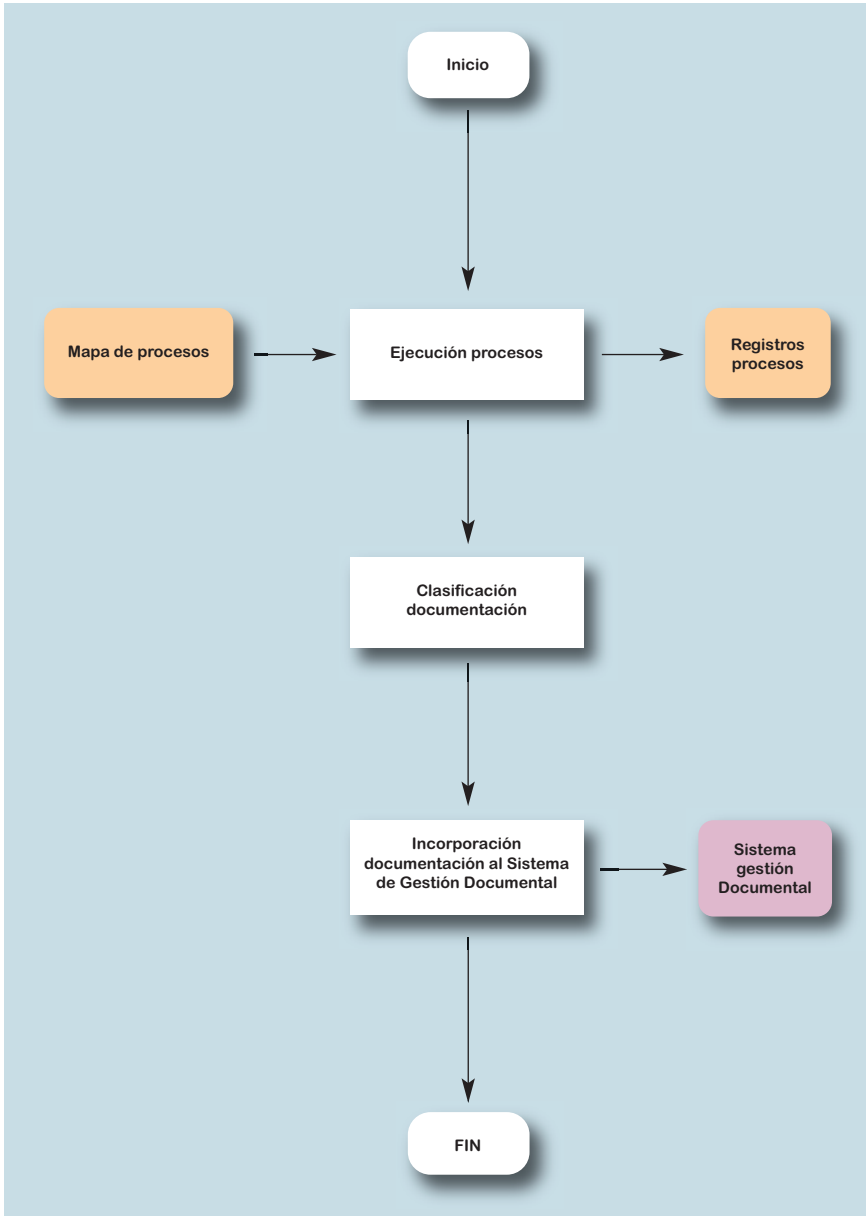 Inicio
Mapa de procesos
Ejecución procesos
Registros
procesos
Clasificación
documentación
Incorporación
documentación al Sistema
de Gestión Documental
Sistema
gestión
Documental
FIN